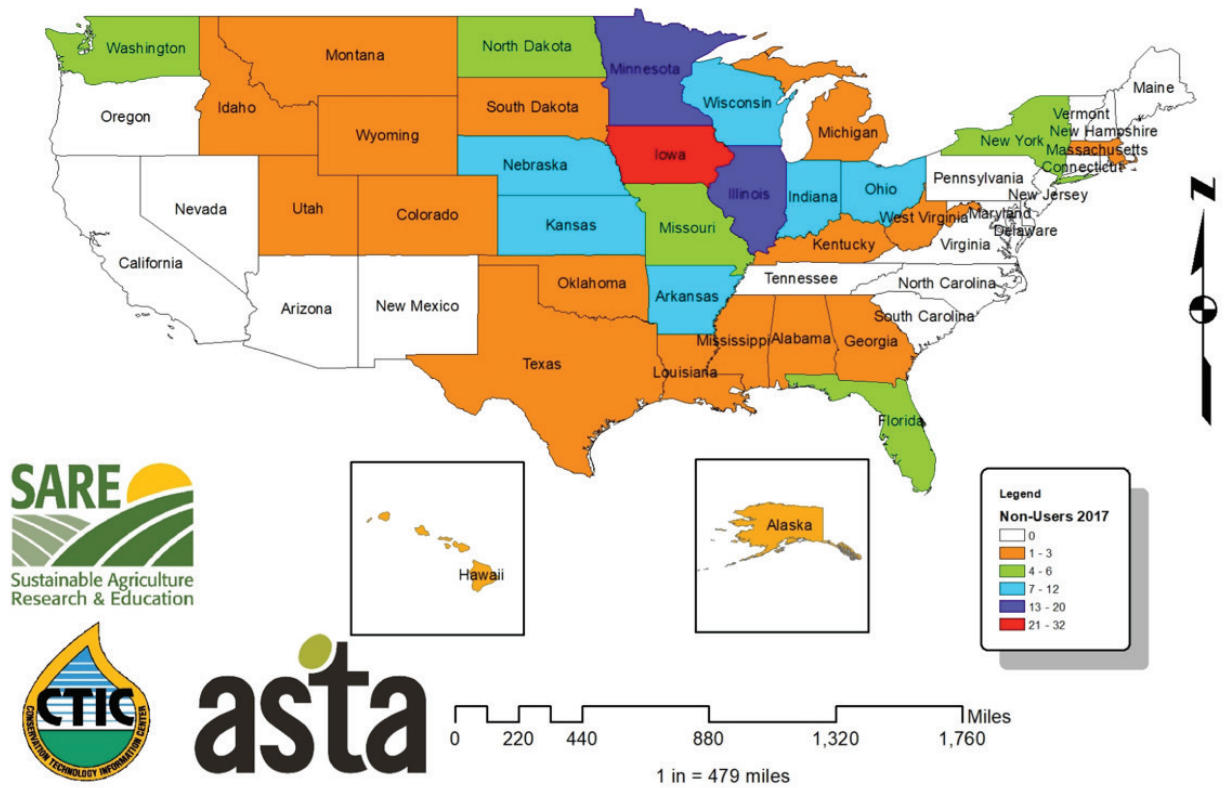 Washington
Montana
North Dakota
Minnesota
Maine
Oregon
Idaho
Wyoming
South Dakota
Wisconsin
Michigan
Vermont
New Hampshire
New York
Massachusetts
Connecticut
Nevada
Utah
Colorado
Nebraska
Iowa
Illinois
Indiana
Ohio
Pennsylvania
New Jersey
Kansas
Missouri
West Virginia
Maryland
Delaware
Kentucky
Virginia
California
Arizona
New Mexico
Oklahoma
Arkansas
Tennessee
North Carolina
South Carolina
Texas
Louisiana
Mississippi
Alabama
Georgia
Florida
N
SARE
Sustainable Agriculture
Research & Education
Hawaii
Alaska
Legend
Non-Users 2017
0
1 - 3
4 - 6
7 - 12
13 - 20
21 - 32
CTIC
CONSERVATION TECHNOLOGY INFORMATION CENTER
asta
Miles
0 220 440 880 1,320 1,760
1 in = 479 miles